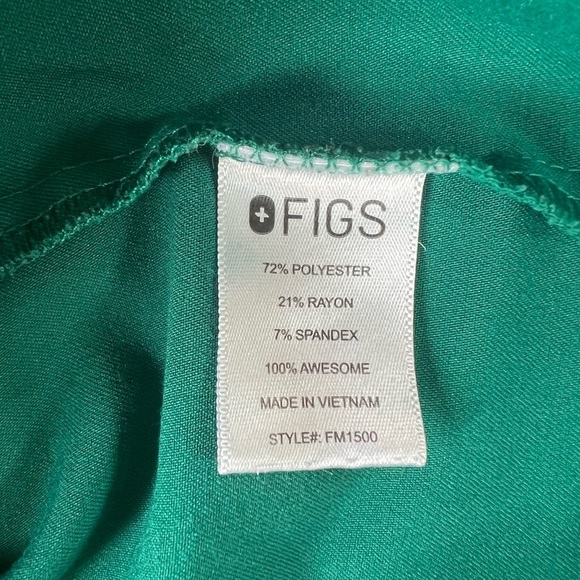 FIGS
72% POLYESTER
21% RAYON
7% SPANDEX
100% AWESOME
MADE IN VIETNAM
STYLE#: FM1500